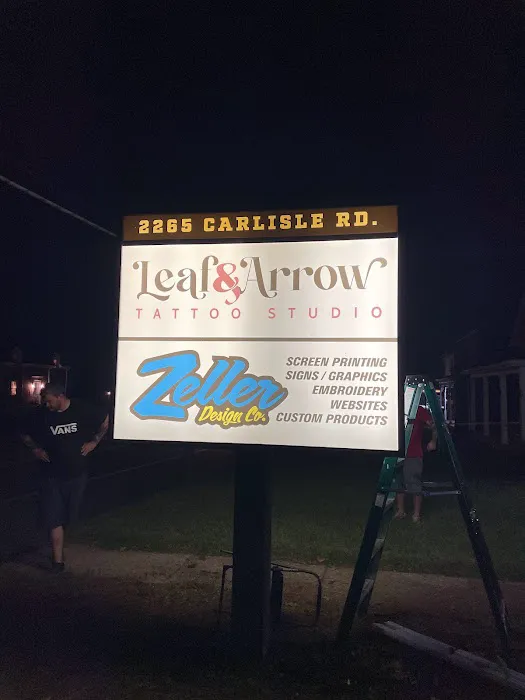 2265 CARLISLE RD.
Leaf & Arrow
TATTOO STUDIO
Zeller
Design Co.
SCREEN PRINTING
SIGNS / GRAPHICS
EMBROIDERY
WEBSITES
CUSTOM PRODUCTS
VANS